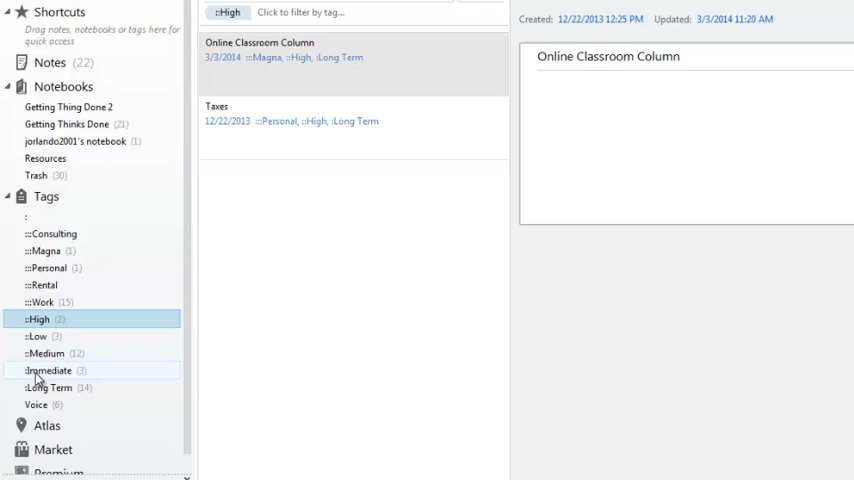 Shortcuts
Drag notes, notebooks or tags here for
quick access
Notes (22)
Notebooks
Getting Thing Done 2
Getting Thinks Done (21)
jorlando2001's notebook (1)
Resources
Trash (30)
Tags
:
:::Consulting
:::Magna (1)
:::Personal (1)
:::Rental
:::Work (15)
::High (2)
::Low (3)
::Medium (12)
:Immediate (3)
:Long Term (14)
Voice (6)
Atlas
Market
Premium
::High Click to filter by tag...
Online Classroom Column
3/3/2014 :::Magna, ::High, :Long Term
Taxes
12/22/2013 :::Personal, ::High, :Long Term
Created: 12/22/2013 12:25 PM Updated: 3/3/2014 11:20 AM
Online Classroom Column